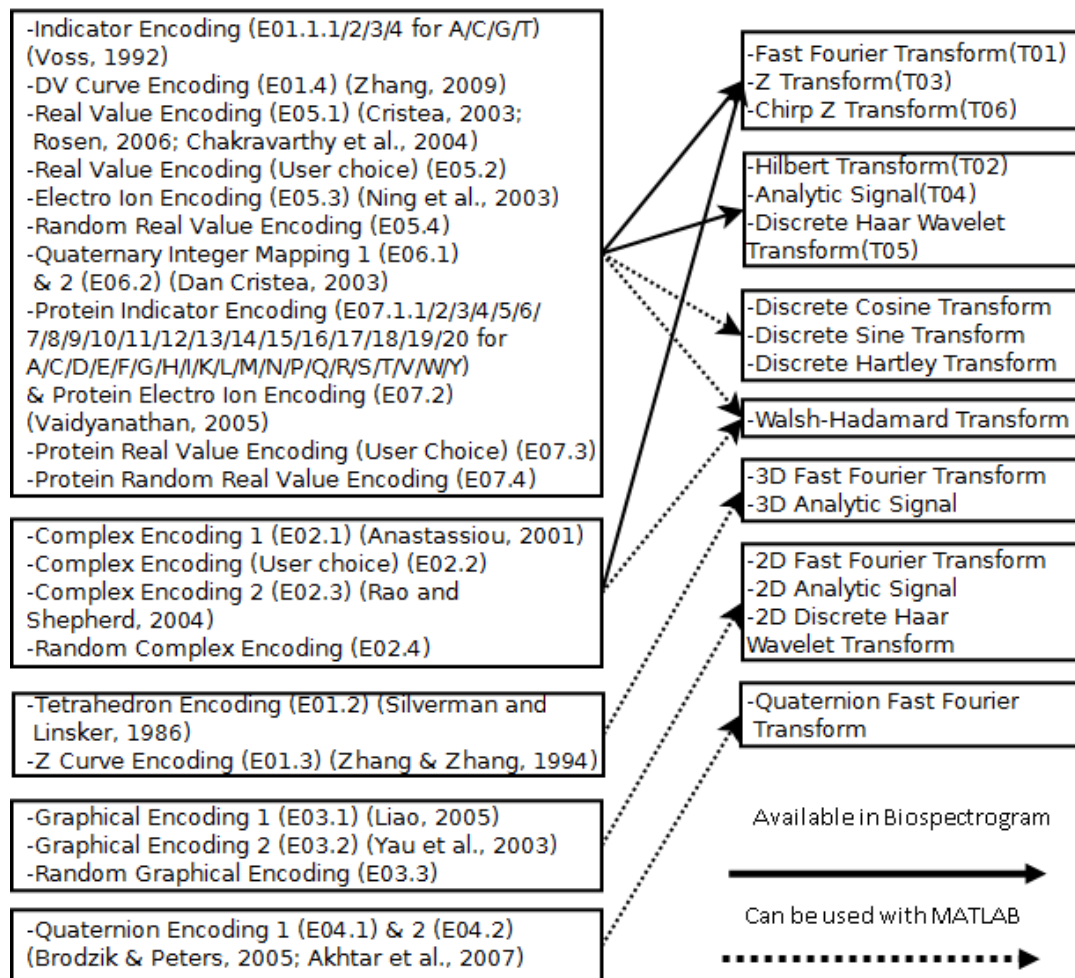 -Indicator Encoding (E01.1.1/2/3/4 for A/C/G/T)
(Voss, 1992)
-DV Curve Encoding (E01.4) (Zhang, 2009)
-Real Value Encoding (E05.1) (Cristea, 2003;
Rosen, 2006; Chakravarthy et al., 2004)
-Real Value Encoding (User choice) (E05.2)
-Electro Ion Encoding (E05.3) (Ning et al., 2003)
-Random Real Value Encoding (E05.4)
-Quaternary Integer Mapping 1 (E06.1)
& 2 (E06.2) (Dan Cristea, 2003)
-Protein Indicator Encoding (E07.1.1/2/3/4/5/6/
7/8/9/10/11/12/13/14/15/16/17/18/19/20 for
A/C/D/E/F/G/H/I/K/L/M/N/P/Q/R/S/T/V/W/Y)
& Protein Electro Ion Encoding (E07.2)
(Vaidyanathan, 2005)
-Protein Real Value Encoding (User Choice) (E07.3)
-Protein Random Real Value Encoding (E07.4)
-Complex Encoding 1 (E02.1) (Anastassiou, 2001)
-Complex Encoding (User choice) (E02.2)
-Complex Encoding 2 (E02.3) (Rao and
Shepherd, 2004)
-Random Complex Encoding (E02.4)
-Tetrahedron Encoding (E01.2) (Silverman and
Linsker, 1986)
-Z Curve Encoding (E01.3) (Zhang & Zhang, 1994)
-Graphical Encoding 1 (E03.1) (Liao, 2005)
-Graphical Encoding 2 (E03.2) (Yau et al., 2003)
-Random Graphical Encoding (E03.3)
-Quaternion Encoding 1 (E04.1) & 2 (E04.2)
(Brodzik & Peters, 2005; Akhtar et al., 2007)
-Fast Fourier Transform(T01)
-Z Transform(T03)
-Chirp Z Transform(T06)
-Hilbert Transform(T02)
-Analytic Signal(T04)
-Discrete Haar Wavelet
Transform(T05)
-Discrete Cosine Transform
-Discrete Sine Transform
-Discrete Hartley Transform
-Walsh-Hadamard Transform
-3D Fast Fourier Transform
-3D Analytic Signal
-2D Fast Fourier Transform
-2D Analytic Signal
-2D Discrete Haar
Wavelet Transform
-Quaternion Fast Fourier
Transform
Available in Biospectrogram
Can be used with MATLAB